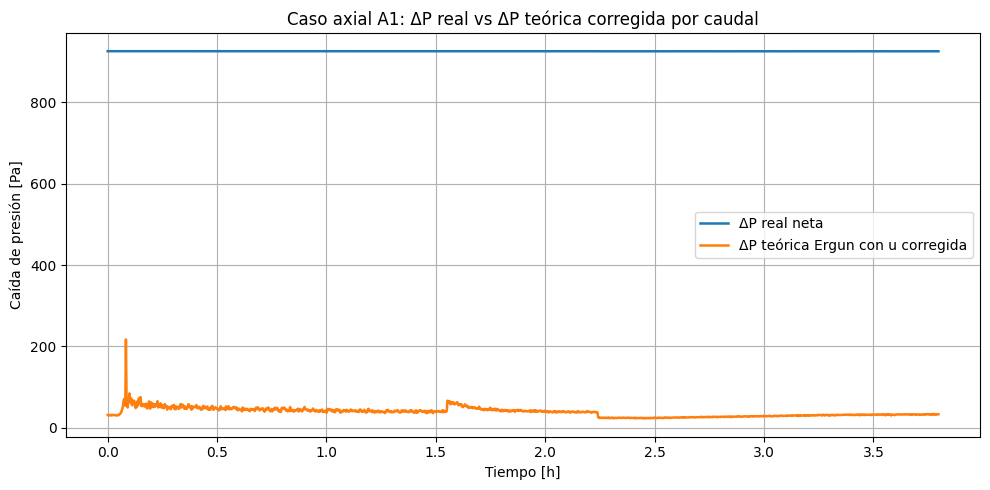 Caso axial A1: ΔP real vs ΔP teórica corregida por caudal
Caída de presión [Pa]
800
600
400
200
0
ΔP real neta
ΔP teórica Ergun con u corregida
0.0 0.5 1.0 1.5 2.0 2.5 3.0 3.5
Tiempo [h]